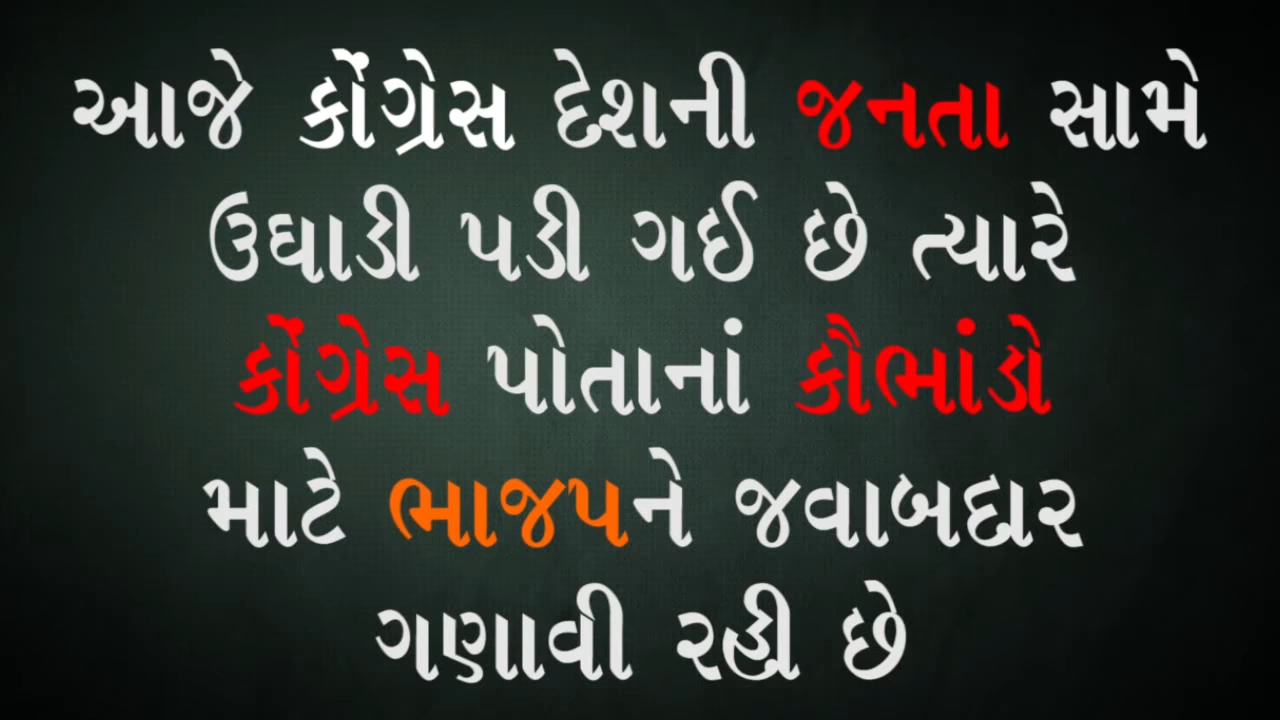 આજે કોંગ્રેસ દેશની જનતા સામે
ઉઘાડી પડી ગઈ છે ત્યારે
કોંગ્રેસ પોતાનાં કૌભાંડો
માટે ભાજપને જવાબદાર
ગણાવી રહી છે